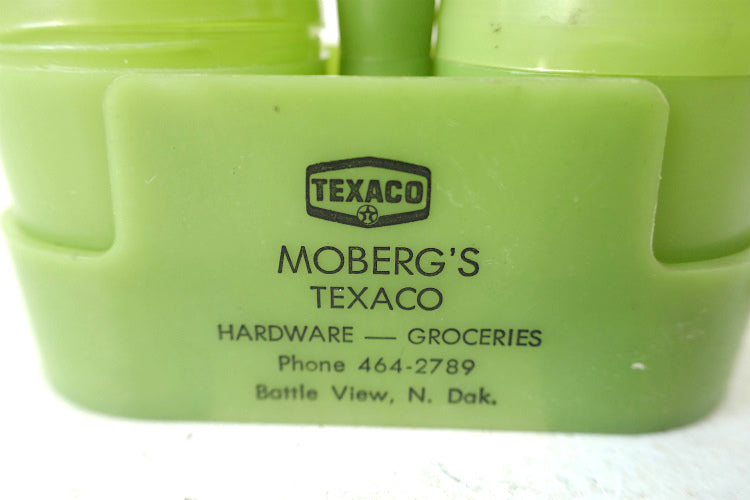 TEXACO
MOBERG'S
TEXACO
HARDWARE — GROCERIES
Phone 464-2789
Battle View, N. Dak.